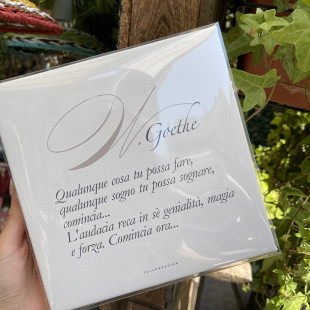 W. Goethe
Qualunque cosa tu possa fare,
qualunque sogno tu possa sognare,
comincia...
L'audacia reca in sè genialità, magia
e forza. Comincia ora...